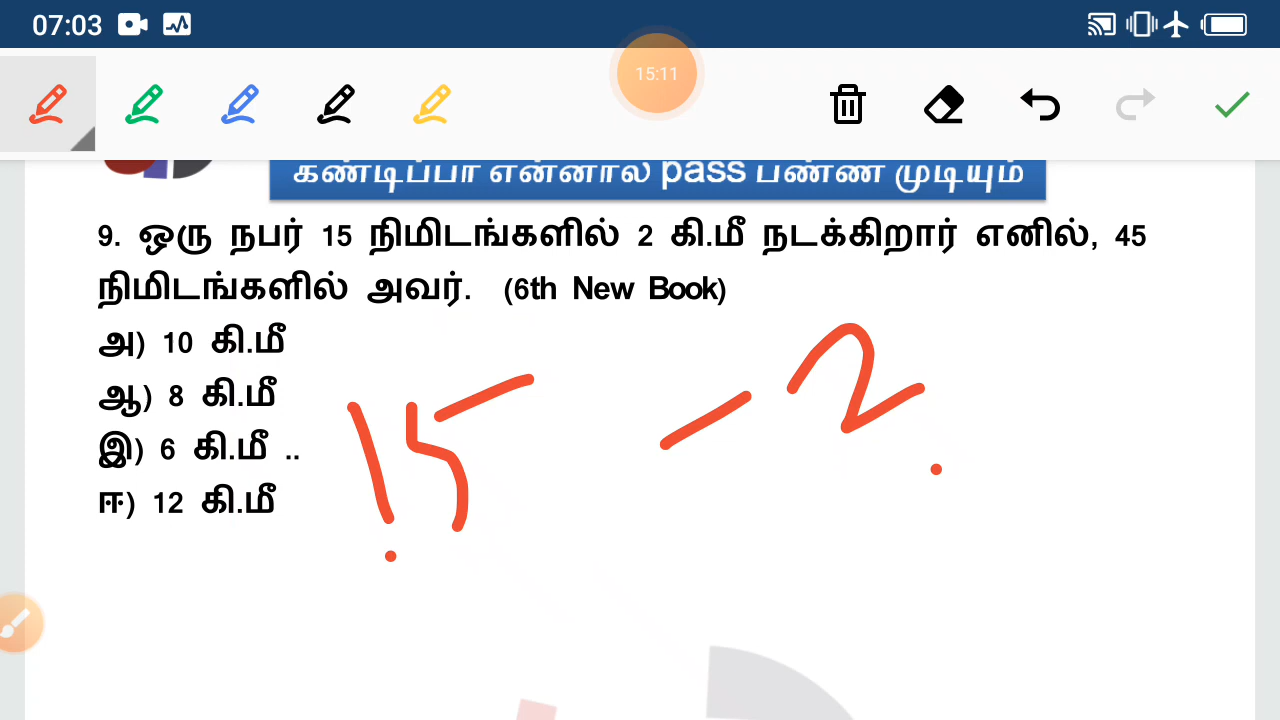 07:03
15:11
கண்டிப்பா என்னால pass பண்ண முடியும்
9. ஒரு நபர் 15 நிமிடங்களில் 2 கி.மீ நடக்கிறார் எனில், 45
நிமிடங்களில் அவர். (6th New Book)
அ) 10 கி.மீ
ஆ) 8 கி.மீ
இ) 6 கி.மீ ..
ஈ) 12 கி.மீ
15 - 2